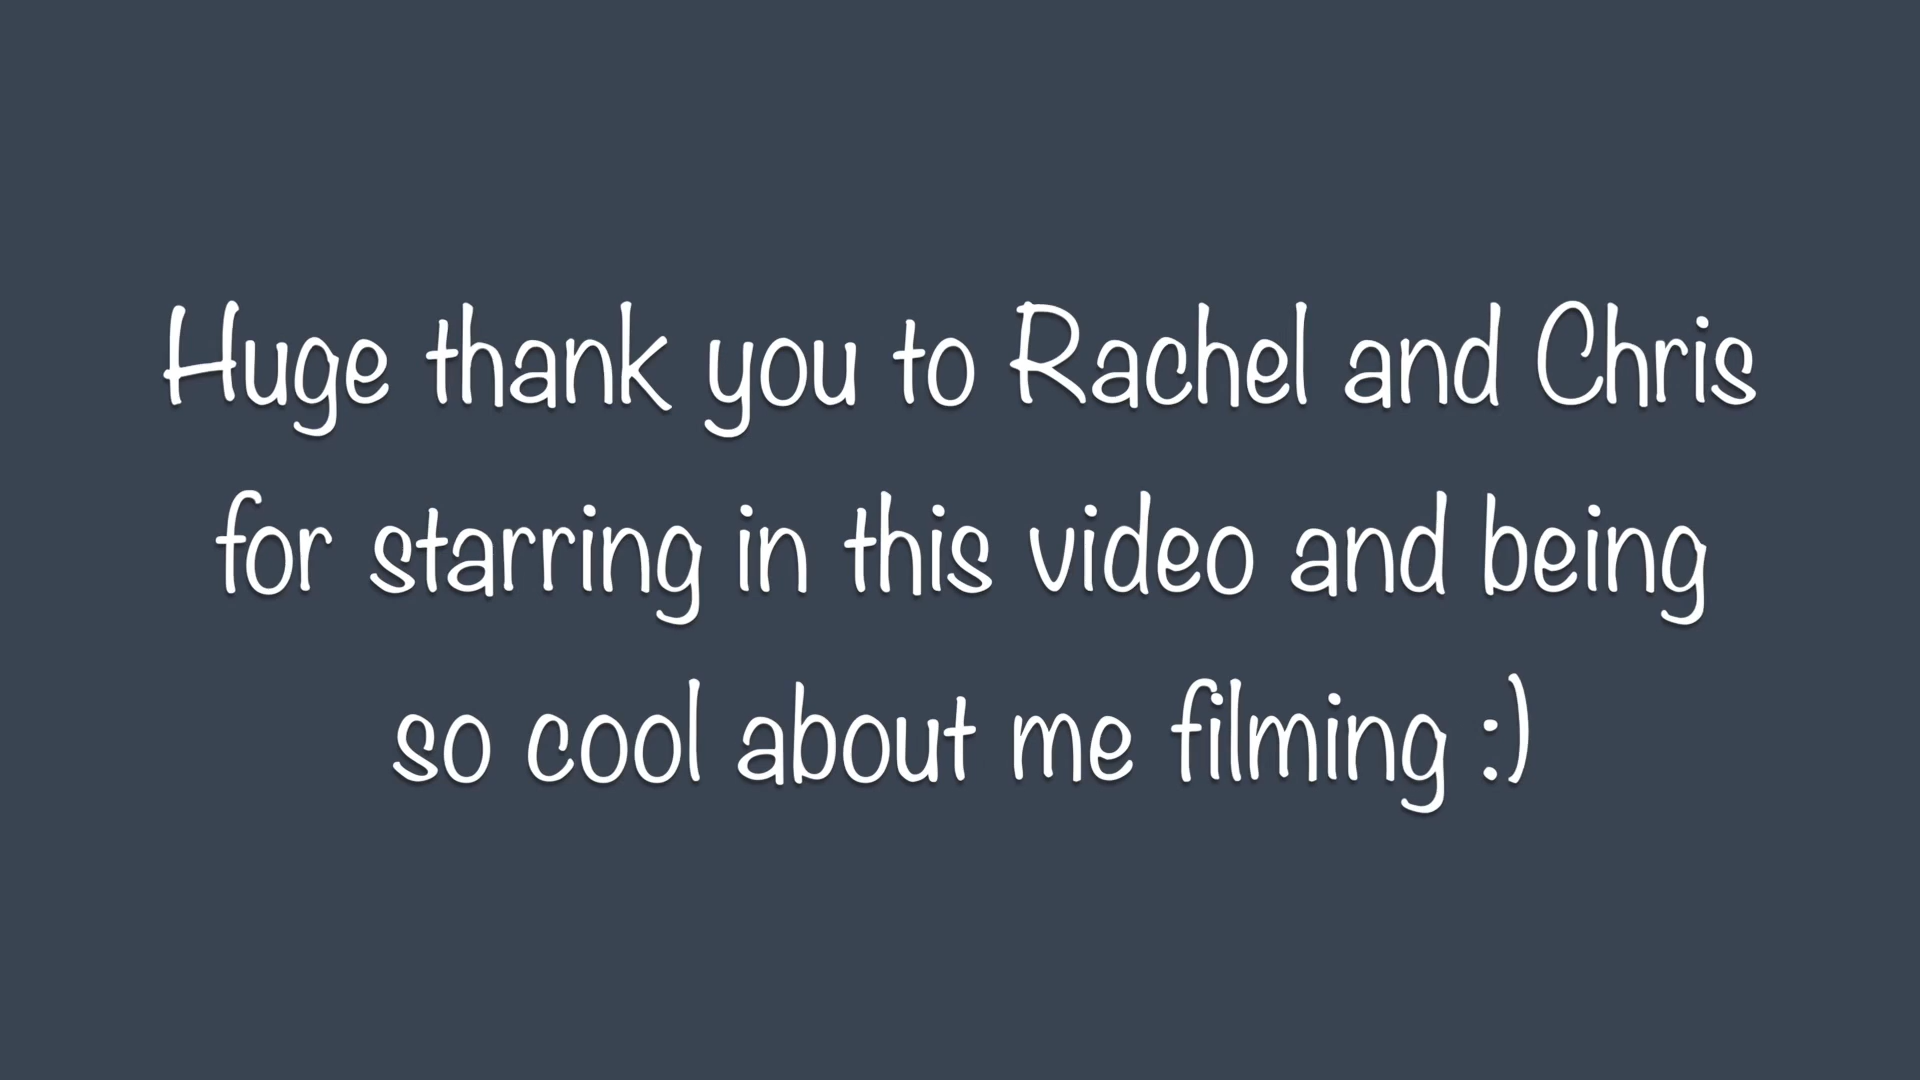 Huge thank you to Rachel and Chris
for starring in this video and being
so cool about me filming :)